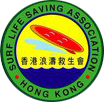 SURF LIFE SAVING ASSOCIATION
香港浪濤救生會
• HONG KONG •